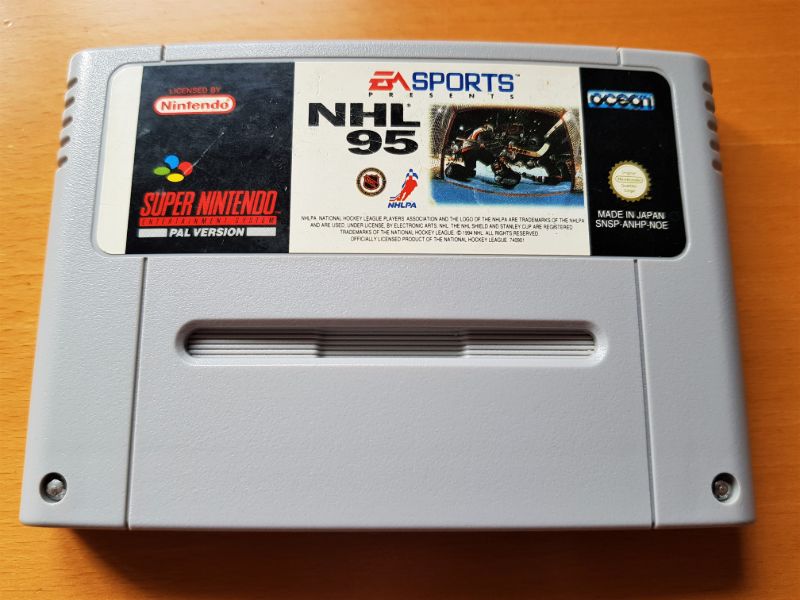 LICENSED BY
Nintendo
SUPER NINTENDO
ENTERTAINMENT SYSTEM
PAL VERSION
EA SPORTS™
PRESENTS
NHL®
95
NHLPA
NHLPA. NATIONAL HOCKEY LEAGUE PLAYERS ASSOCIATION AND THE LOGO OF THE NHLPA ARE TRADEMARKS OF THE NHLPA
AND ARE USED, UNDER LICENSE, BY ELECTRONIC ARTS. NHL, THE NHL SHIELD AND STANLEY CUP ARE REGISTERED
TRADEMARKS OF THE NATIONAL HOCKEY LEAGUE. © 1994 NHL. ALL RIGHTS RESERVED.
OFFICIALLY LICENSED PRODUCT OF THE NATIONAL HOCKEY LEAGUE.
ocean
Original
Nintendo
MADE IN JAPAN
SNSP-ANHP-NOE